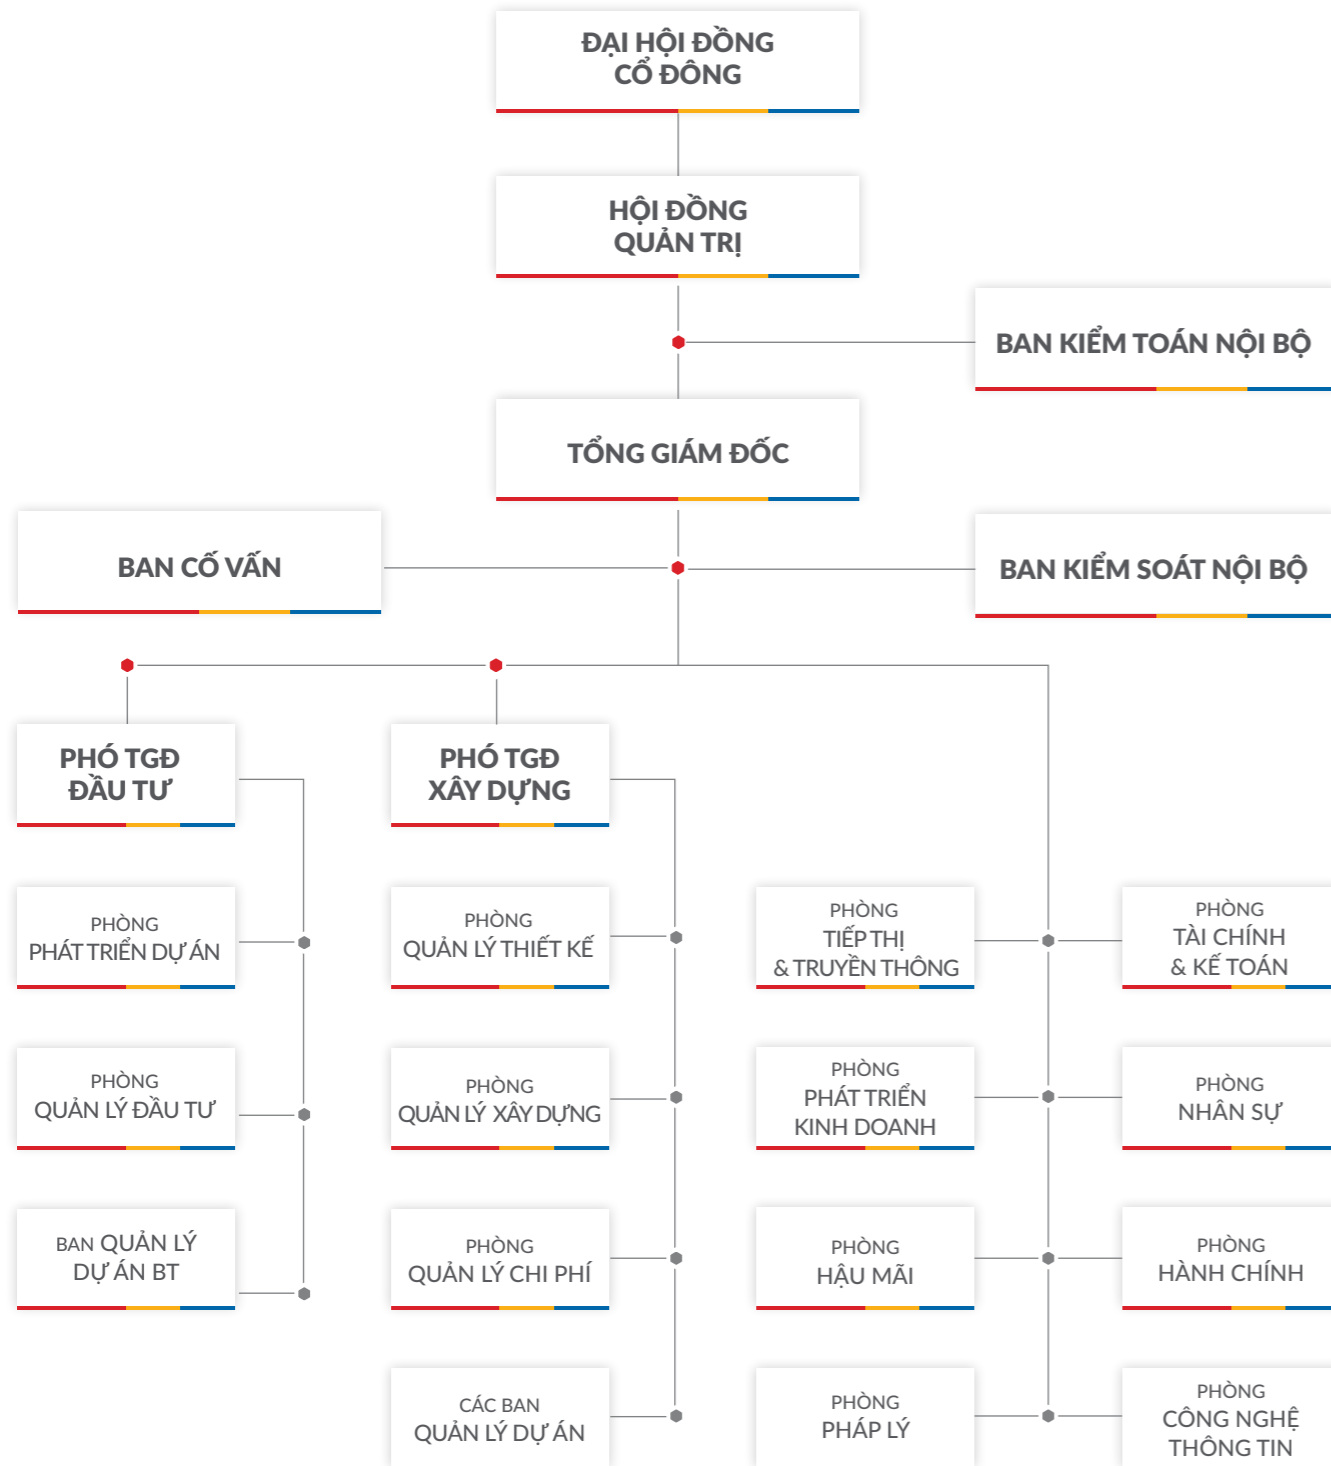 ĐẠI HỘI ĐỒNG
CỔ ĐÔNG
HỘI ĐỒNG
QUẢN TRỊ
BAN KIỂM TOÁN NỘI BỘ
TỔNG GIÁM ĐỐC
BAN CỐ VẤN
BAN KIỂM SOÁT NỘI BỘ
PHÓ TGĐ
ĐẦU TƯ
PHÓ TGĐ
XÂY DỰNG
PHÒNG
PHÁT TRIỂN DỰ ÁN
PHÒNG
QUẢN LÝ THIẾT KẾ
PHÒNG
TIẾP THỊ
& TRUYỀN THÔNG
PHÒNG
TÀI CHÍNH
& KẾ TOÁN
PHÒNG
QUẢN LÝ ĐẦU TƯ
PHÒNG
QUẢN LÝ XÂY DỰNG
PHÒNG
PHÁT TRIỂN
KINH DOANH
PHÒNG
NHÂN SỰ
BAN QUẢN LÝ
DỰ ÁN BT
PHÒNG
QUẢN LÝ CHI PHÍ
PHÒNG
HẬU MÃI
PHÒNG
HÀNH CHÍNH
CÁC BAN
QUẢN LÝ DỰ ÁN
PHÒNG
PHÁP LÝ
PHÒNG
CÔNG NGHỆ
THÔNG TIN